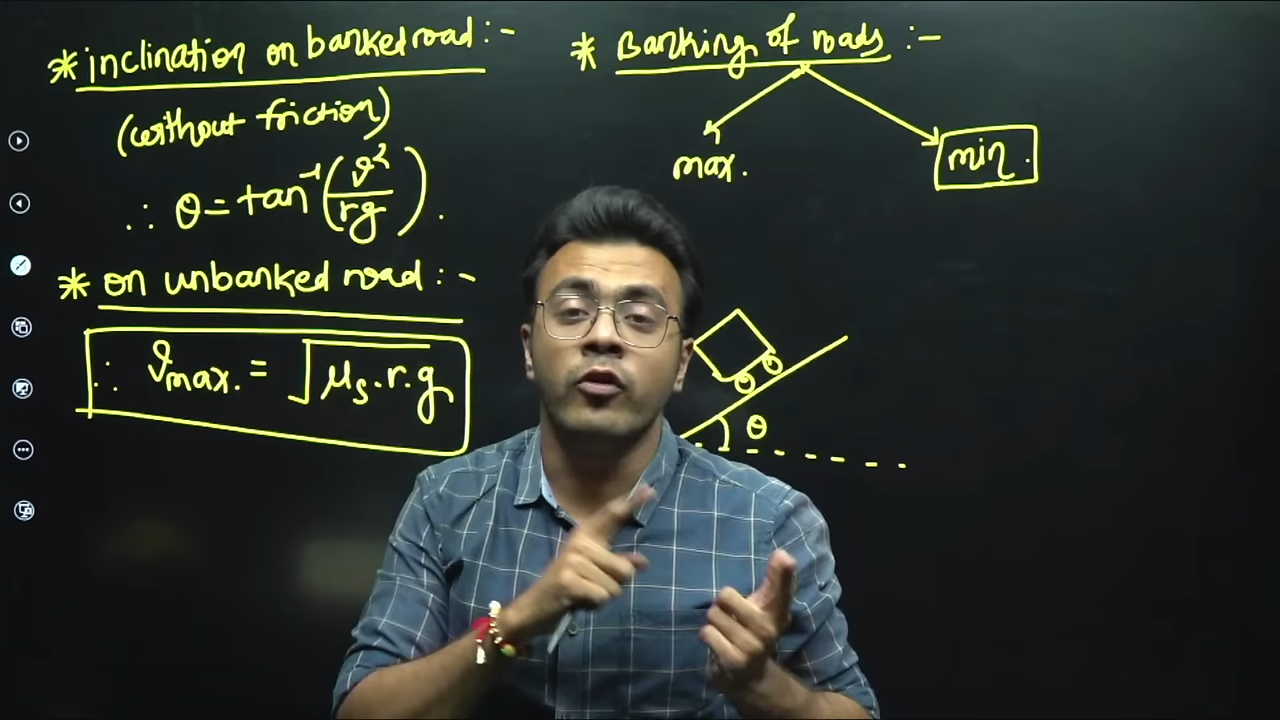 * inclination on banked road :-
(without friction)
∴ θ = tan⁻¹(v²/rg).
* on unbanked road :-
∴ vmax. = √μs.r.g
* Banking of roads :-
max. min.
θ